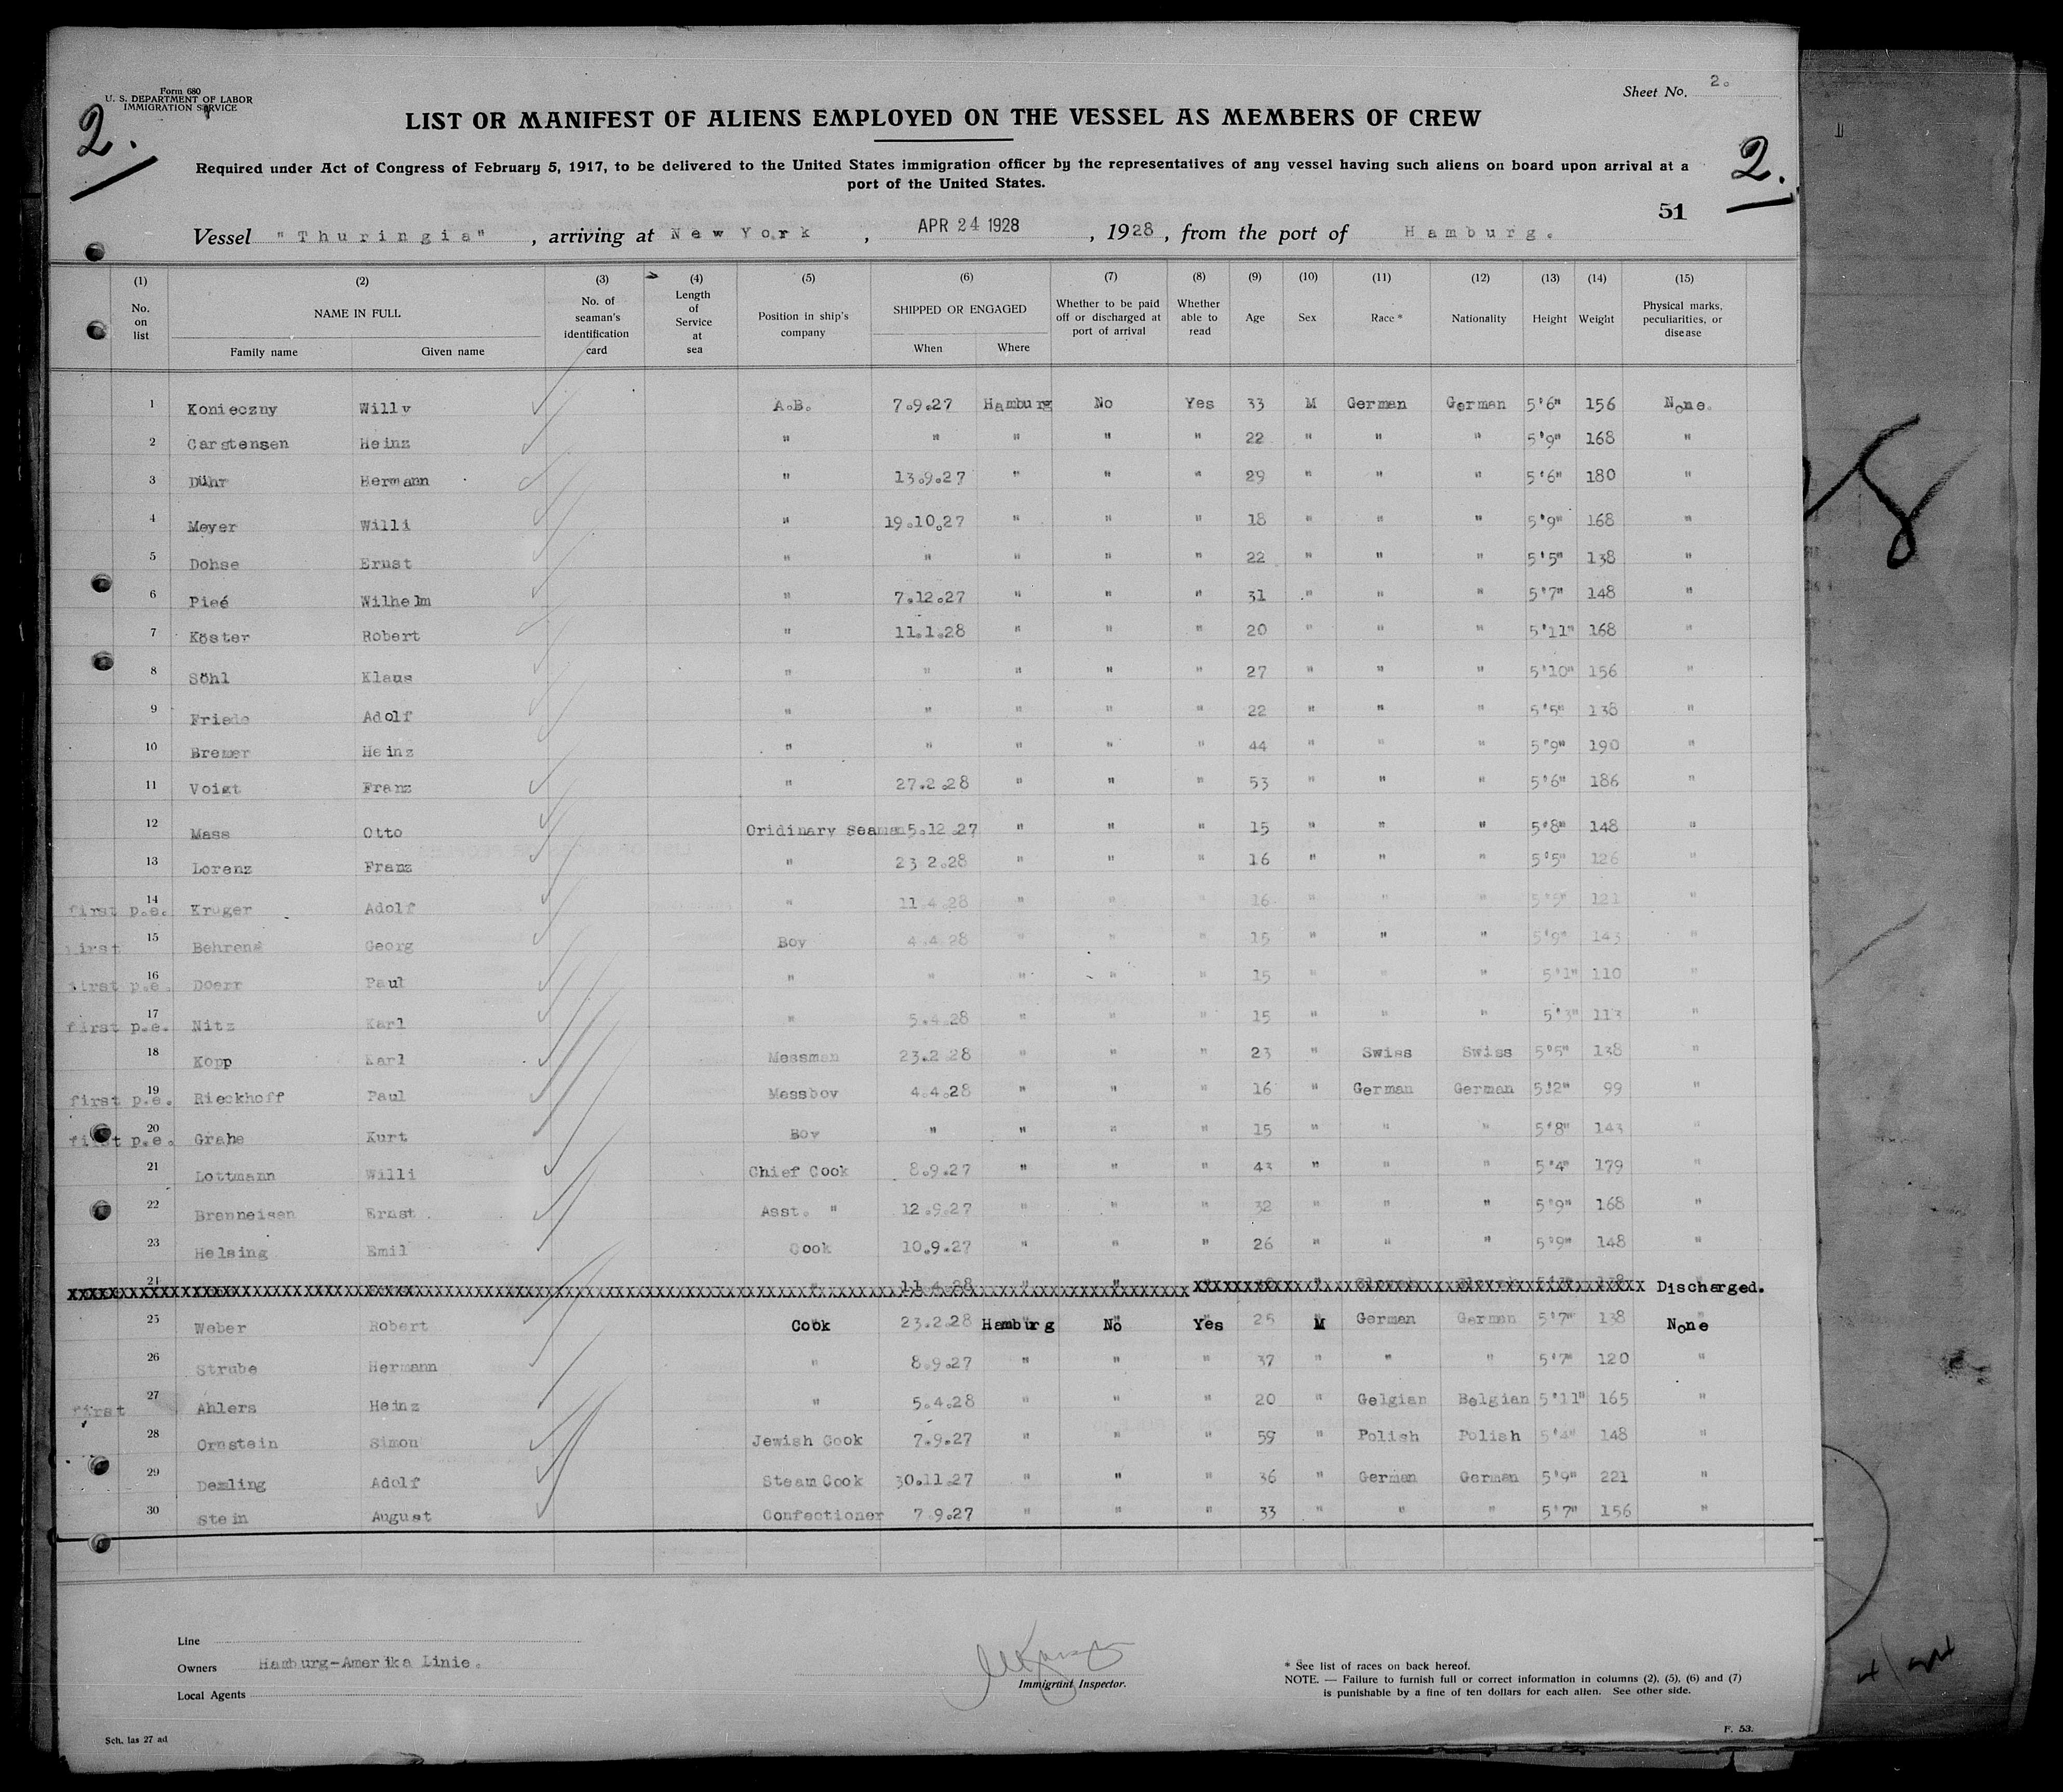 Form 680
U. S. DEPARTMENT OF LABOR
IMMIGRATION SERVICE
Sheet No. 2.
2.
2.
LIST OR MANIFEST OF ALIENS EMPLOYED ON THE VESSEL AS MEMBERS OF CREW
Required under Act of Congress of February 5, 1917, to be delivered to the United States immigration officer by the representatives of any vessel having such aliens on board upon arrival at a
port of the United States.
51
Vessel "Thuringia" , arriving at New York , APR 24 1928 , 1928 , from the port of Hamburg.
(1) No. on list (2) NAME IN FULL Family name Given name (3) No. of seaman's identification card (4) Length of Service at sea (5) Position in ship's company (6) SHIPPED OR ENGAGED When Where (7) Whether to be paid off or discharged at port of arrival (8) Whether able to read (9) Age (10) Sex (11) Race * (12) Nationality (13) Height (14) Weight (15) Physical marks, peculiarities, or disease
1 Konieczny Willy A.B. 7.9.27 Hamburg No Yes 33 M German German 5'6" 156 None.
2 Carstensen Heinz " " " " " 22 " " " 5'9" 168 "
3 Dühr Hermann " 13.9.27 " " " 29 " " " 5'6" 180 "
4 Meyer Willi " 19.10.27 " " " 18 " " " 5'9" 168 "
5 Dohse Ernst " " " " " 22 " " " 5'5" 138 "
6 Pieé Wilhelm " 7.12.27 " " " 31 " " " 5'7" 148 "
7 Köster Robert " 11.1.28 " " " 20 " " " 5'11" 168 "
8 Söhl Klaus " " " " " 27 " " " 5'10" 156 "
9 Friede Adolf " " " " " 22 " " " 5'5" 138 "
10 Bremer Heinz " " " " " 44 " " " 5'9" 190 "
11 Voigt Franz " 27.2.28 " " " 53 " " " 5'6" 186 "
12 Mass Otto Oridinary Seaman 5.12.27 " " " 15 " " " 5'8" 148 "
13 Lorenz Franz " 23 2.28 " " " 16 " " " 5'5" 126 "
first p.e. 14 Kruger Adolf " 11.4.28 " " " 16 " " " 5'5" 121 "
first 15 Behrens Georg Boy 4.4.28 " " " 15 " " " 5'9" 143 "
first p.e. 16 Doerr Paul " " " " " 15 " " " 5'1" 110 "
first p.e. 17 Nitz Karl " 5.4.28 " " " 15 " " " 5'3" 113 "
18 Kopp Karl Messman 23.2.28 " " " 23 " Swiss Swiss 5'5" 138 "
first p.e. 19 Rieckhoff Paul Messboy 4.4.28 " " " 16 " German German 5'2" 99 "
first p.e. 20 Grahe Kurt Boy " " " " 15 " " " 5'8" 143 "
21 Lottmann Willi Chief Cook 8.9.27 " " " 43 " " " 5'4" 179 "
22 Brenneisen Ernst Asst. " 12.9.27 " " " 32 " " " 5'9" 168 "
23 Helsing Emil Cook 10.9.27 " " " 26 " " " 5'9" 148 "
24 " 11.4.28 " " Discharged.
25 Weber Robert Cook 23.2.28 Hamburg No Yes 25 M German German 5'7" 138 None
26 Strube Hermann " 8.9.27 " " " 37 " " " 5'7" 120 "
first 27 Ahlers Heinz " 5.4.28 " " " 20 " Gelgian Belgian 5'11" 165 "
28 Ornstein Simon Jewish Cook 7.9.27 " " " 59 " Polish Polish 5'4" 148 "
29 Demling Adolf Steam Cook 30.11.27 " " " 36 " German German 5'9" 221 "
30 Stein August Confectioner 7 9.27 " " " 33 " " " 5'7" 156 "
Line
Owners Hamburg-Amerika Linie.
Local Agents
Immigrant Inspector.
* See list of races on back hereof.
NOTE. — Failure to furnish full or correct information in columns (2), (5), (6) and (7)
is punishable by a fine of ten dollars for each alien. See other side.
Sch. las 27 ad
F. 53.